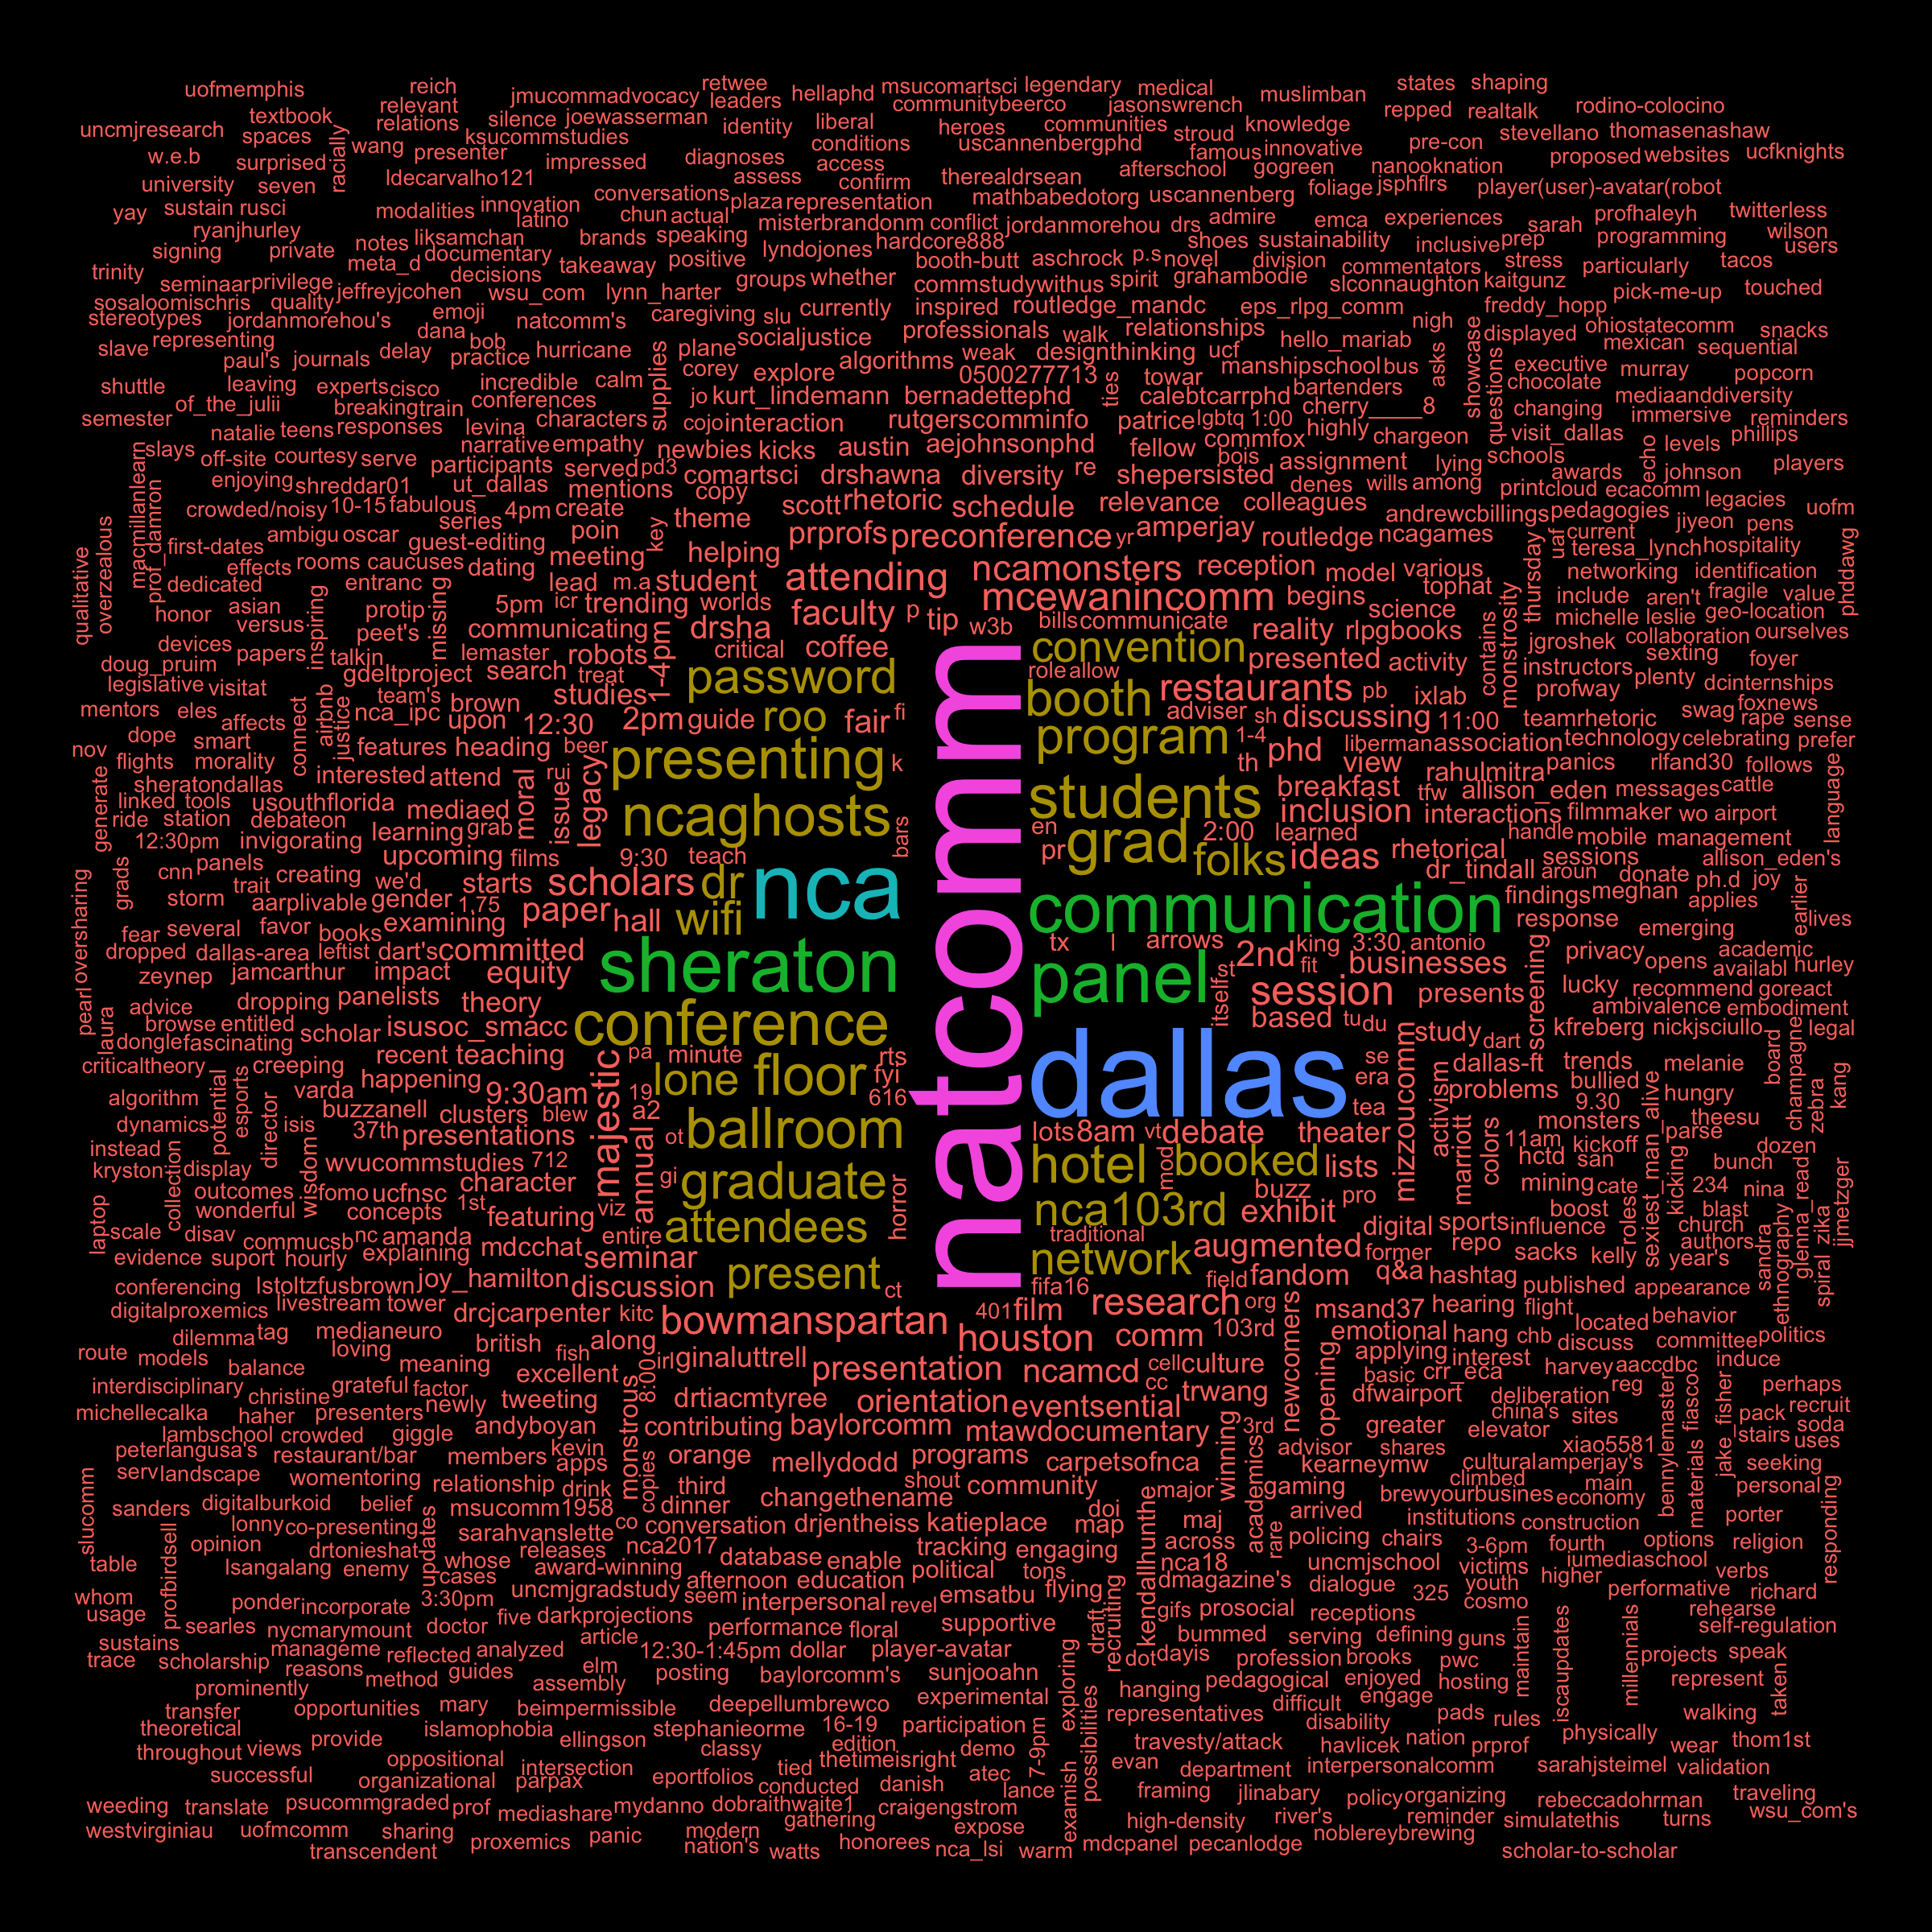 uofmemphis reich retwee msucomartsci legendary medical states shaping
textbook relevant jmucommadvocacy leaders hellaphd communitybeerco jasonswrench muslimban repped realtalk rodino-colocino
uncmjresearch spaces relations silence joewasserman identity liberal heroes communities stroud knowledge pre-con stevellano thomasenashaw
w.e.b surprised racially wang presenter ksucommstudies impressed diagnoses conditions access uscannenbergphd famous innovative nanooknation proposed websites ucfknights
university seven ldecarvalho121 assess confirm therealdrsean afterschool gogreen
yay sustain rusci modalities innovation latino conversations plaza representation mathbabedotorg uscannenberg foliage jsphflrs player(user)-avatar(robot
ryanjhurley chun actual misterbrandonm conflict jordanmorehou drs admire emca experiences sarah profhaleyh twitterless wilson
signing private notes liksamchan documentary brands speaking lyndojones hardcore888 shoes sustainability inclusive prep programming users
trinity seminaar privilege meta_d decisions takeaway positive groups whether booth-butt aschrock p.s novel division commentators stress particularly tacos
sosaloomischris quality jeffreyjcohen wsu_com lynn_harter commstudywithus spirit grahambodie slconnaughton kaitgunz pick-me-up touched
stereotypes jordanmorehou's emoji natcomm's caregiving slu currently inspired routledge_mandc eps_rlpg_comm freddy_hopp ohiostatecomm snacks
representing dana bob socialjustice professionals walk relationships nigh hello_mariab displayed mexican sequential
slave paul's journals delay practice hurricane plane algorithms weak designthinking ucf manshipschool bus asks showcase executive murray popcorn
shuttle leaving experts cisco incredible calm supplies corey explore 0500277713 ties towar bartenders questions chocolate mediaanddiversity
semester of_the_julii breaking train conferences characters jo kurt_lindemann bernadettephd calebtcarrphd cherry____8 changing immersive reminders
slays natalie teens responses levina cojo interaction rutgerscomminfo patrice lgbtq 1:00 highly visit_dallas levels phillips
macmillanlearn off-site courtesy serve narrative empathy newbies kicks austin aejohnsonphd fellow commfox chargeon schools echo
prof_damron enjoying shreddar01 participants served pd3 comartsci drshawna diversity re shepersisted bois assignment lying awards johnson players
crowded/noisy 10-15 fabulous ut_dallas mentions copy scott rhetoric schedule relevance colleagues denes wills among printcloud ecacomm legacies
ambigu oscar series 4pm create key theme prprofs preconference yr amperjay andrewcbillings pedagogies jiyeon pens uofm
qualitative overzealous first-dates guest-editing poin helping routledge ncagames uaf current teresa_lynch hospitality
effects rooms caucuses dating meeting attending ncamonsters reception model various thursday networking identification phddawg
dedicated entranc lead m.a student mcewanincomm begins tophat include aren't fragile value
honor asian protip missing 5pm icr trending worlds faculty p tip w3b bills communicate science michelle leslie geo-location
versus inspiring peet's communicating drsha reality rlpgbooks contains monstrosity jgroshek collaboration ourselves
devices papers talkin lemaster robots 1-4pm critical coffee convention presented activity instructors sexting foyer
doug_pruim gdeltproject search treat password role allow restaurants profway plenty dcinternships
legislative visitat team's brown studies booth pb ixlab foxnews
mentors eles affects connect airbnb justice nca_ipc upon 12:30 2pm guide roo fair fi adviser sh discussing 11:00 teamrhetoric swag rape sense
nov dope smart features heading beer program 1-4 phd liberman association technology celebrating prefer
flights morality ru presenting k th view rahulmitra panics rlfand30 follows
sheratondallas interested attend issue legacy breakfast tfw allison_eden messages cattle language
generate linked tools usouthflorida mediaed moral students inclusion interactions filmmaker wo airport
ride station debateon learning grab ncaghosts bars en 2:00 learned handle mobile management
12:30pm invigorating upcoming films 9:30 teach pr grad folks ideas rhetorical sessions allison_eden's
cnn panels creating we'd starts scholars dr nca dr_tindall aroun donate ph.d joy
grads storm trait aarplivable gender 1.75 paper hall wifi natcomm communication findings meghan applies earlier
oversharing fear several favor books examining response emerging lives
pearl dropped dallas-area leftist dart's committed sheraton tx l arrows 2nd king 3:30 antonio screening privacy academic
zeynep jamcarthur impact equity panel itself st fit businesses opens availabl hurley
advice dropping panelists theory session presents lucky recommend goreact
laura browse entitled scholar isusoc_smacc conference based tu du study ambivalence embodiment
dongle fascinating recent teaching pa minute rts dallas se mizzoucomm dart kfreberg nickjsciullo legal
criticaltheory creeping happening majestic lone floor fyi era dallas-ft trends melanie board champagne kang
algorithm potential esports varda 9:30am 19 616 activism problems bullied hungry
dynamics director isis buzzanell clusters blew annual a2 ballroom tea 9.30 monsters alive theesu zebra
instead 37th presentations ot lots 8am vt debate theater marriott colors 11am kickoff parse dozen
kryston display wisdom wvucommstudies 712 gi hotel mod booked lists hctd san bunch
laptop collection outcomes fomo ucfnsc character graduate buzz pro mining cate kicking 234 nina glenna_read
wonderful concepts 1st viz horror nca103rd exhibit boost rolese sexiest_man blast
scale disav commucsb nc amanda featuring entire attendees traditional digital sports influence church
evidence suport hourly explaining mdcchat seminar network augmented former repo sacks kelly authors year's ethnography sandra spiral zika jjmetzger
conferencing lstoltzfusbrown joy_hamilton discussion present ct fifa16 field fandom q&a hashtag published appearance
digitalproxemics livestream tower drcjcarpenter kitc bowmanspartan 401 film research org newcomers msand37 hearing flight located behavior
dilemma tag medianeuro british along houston comm 103rd emotional hang chb discuss committee politics
route models loving fish irl ginaluttrell cell culture opening applying interest harvey aaccdbc induce
balance meaning excellent 8:00 presentation ncamcd cc basic crr_eca reg perhaps
interdisciplinary christine grateful factor newly tweeting monstrous drtiacmtyree orientation eventsential trwang dfwairport deliberation fiascoof recruit
michellecalka haher presenters andyboyan contributing baylorcomm mtawdocumentary winning 3rd greater china's sites pack soda
lambschool crowded giggle kevin orange programs academics elevator bennylemaster jake_fisher stairs uses
peterlangusa's restaurant/bar members apps copies mellydodd carpetsofnca advisor shares xiao5581
serv landscape womentoring relationship drink third shout community major kearneymw climbed cultural amperjay's seeking
sanders digitalburkoid belief msucomm1958 dinner changethename doi gaming brewyourbusines main economy materials personal
slucomm lonny co-presenting updates sarahvanslette co conversation drjentheiss katieplace map maj arrived institutions construction porter
opinion drtonieshat releases nca2017 tracking engaging kendallhunthe across rare policing chairs 3-6pm fourth options religion responding
table profbirdsell lsangalang enemy whose award-winning database enable political tons nca18 uncmjschool victims iumediaschool verbs
whom cases uncmjgradstudy afternoon education emsatbu flying dmagazine's dialogue 325 youth higher performative richard
usage ponder incorporate 3:30pm five darkprojections seem interpersonal revel recruiting gifs prosocial receptions cosmo rehearse
sustains searles nycmarymount doctor article performance floral supportive draft bummed serving defining guns self-regulation
trace scholarship manageme reflected analyzed 12:30-1:45pm dollar player-avatar dot dayis profession brooks pwc maintain iscaupdates millennials projects speak
prominently reasons method guides elm posting baylorcomm's sunjooahn exploring hanging pedagogical enjoyed hosting represent taken
transfer opportunities mary assembly beimpermissible deepellumbrewco experimental possibilities representatives difficult engage pads rules walking
theoretical provide islamophobia ellingson stephanieorme 16-19 participation 7-9pm disability nation physically
throughout views oppositional intersection classy edition thetimeisright demo travesty/attack havlicek prprof wear thom1st
successful organizational parpax eportfolios tied conducted danish atec evan department interpersonalcomm sarahjsteimel validation
weeding translate psucommgraded prof mediashare mydanno dobraithwaite1 craigengstrom lance examish framing jlinabary policy organizing rebeccadohrman traveling
westvirginiau uofmcomm sharing proxemics panic modern gathering expose high-density river's reminder simulatethis turns wsu_com's
transcendent nation's watts honorees nca_lsi warm mdcpanel pecanlodge noblereybrewing scholar-to-scholar